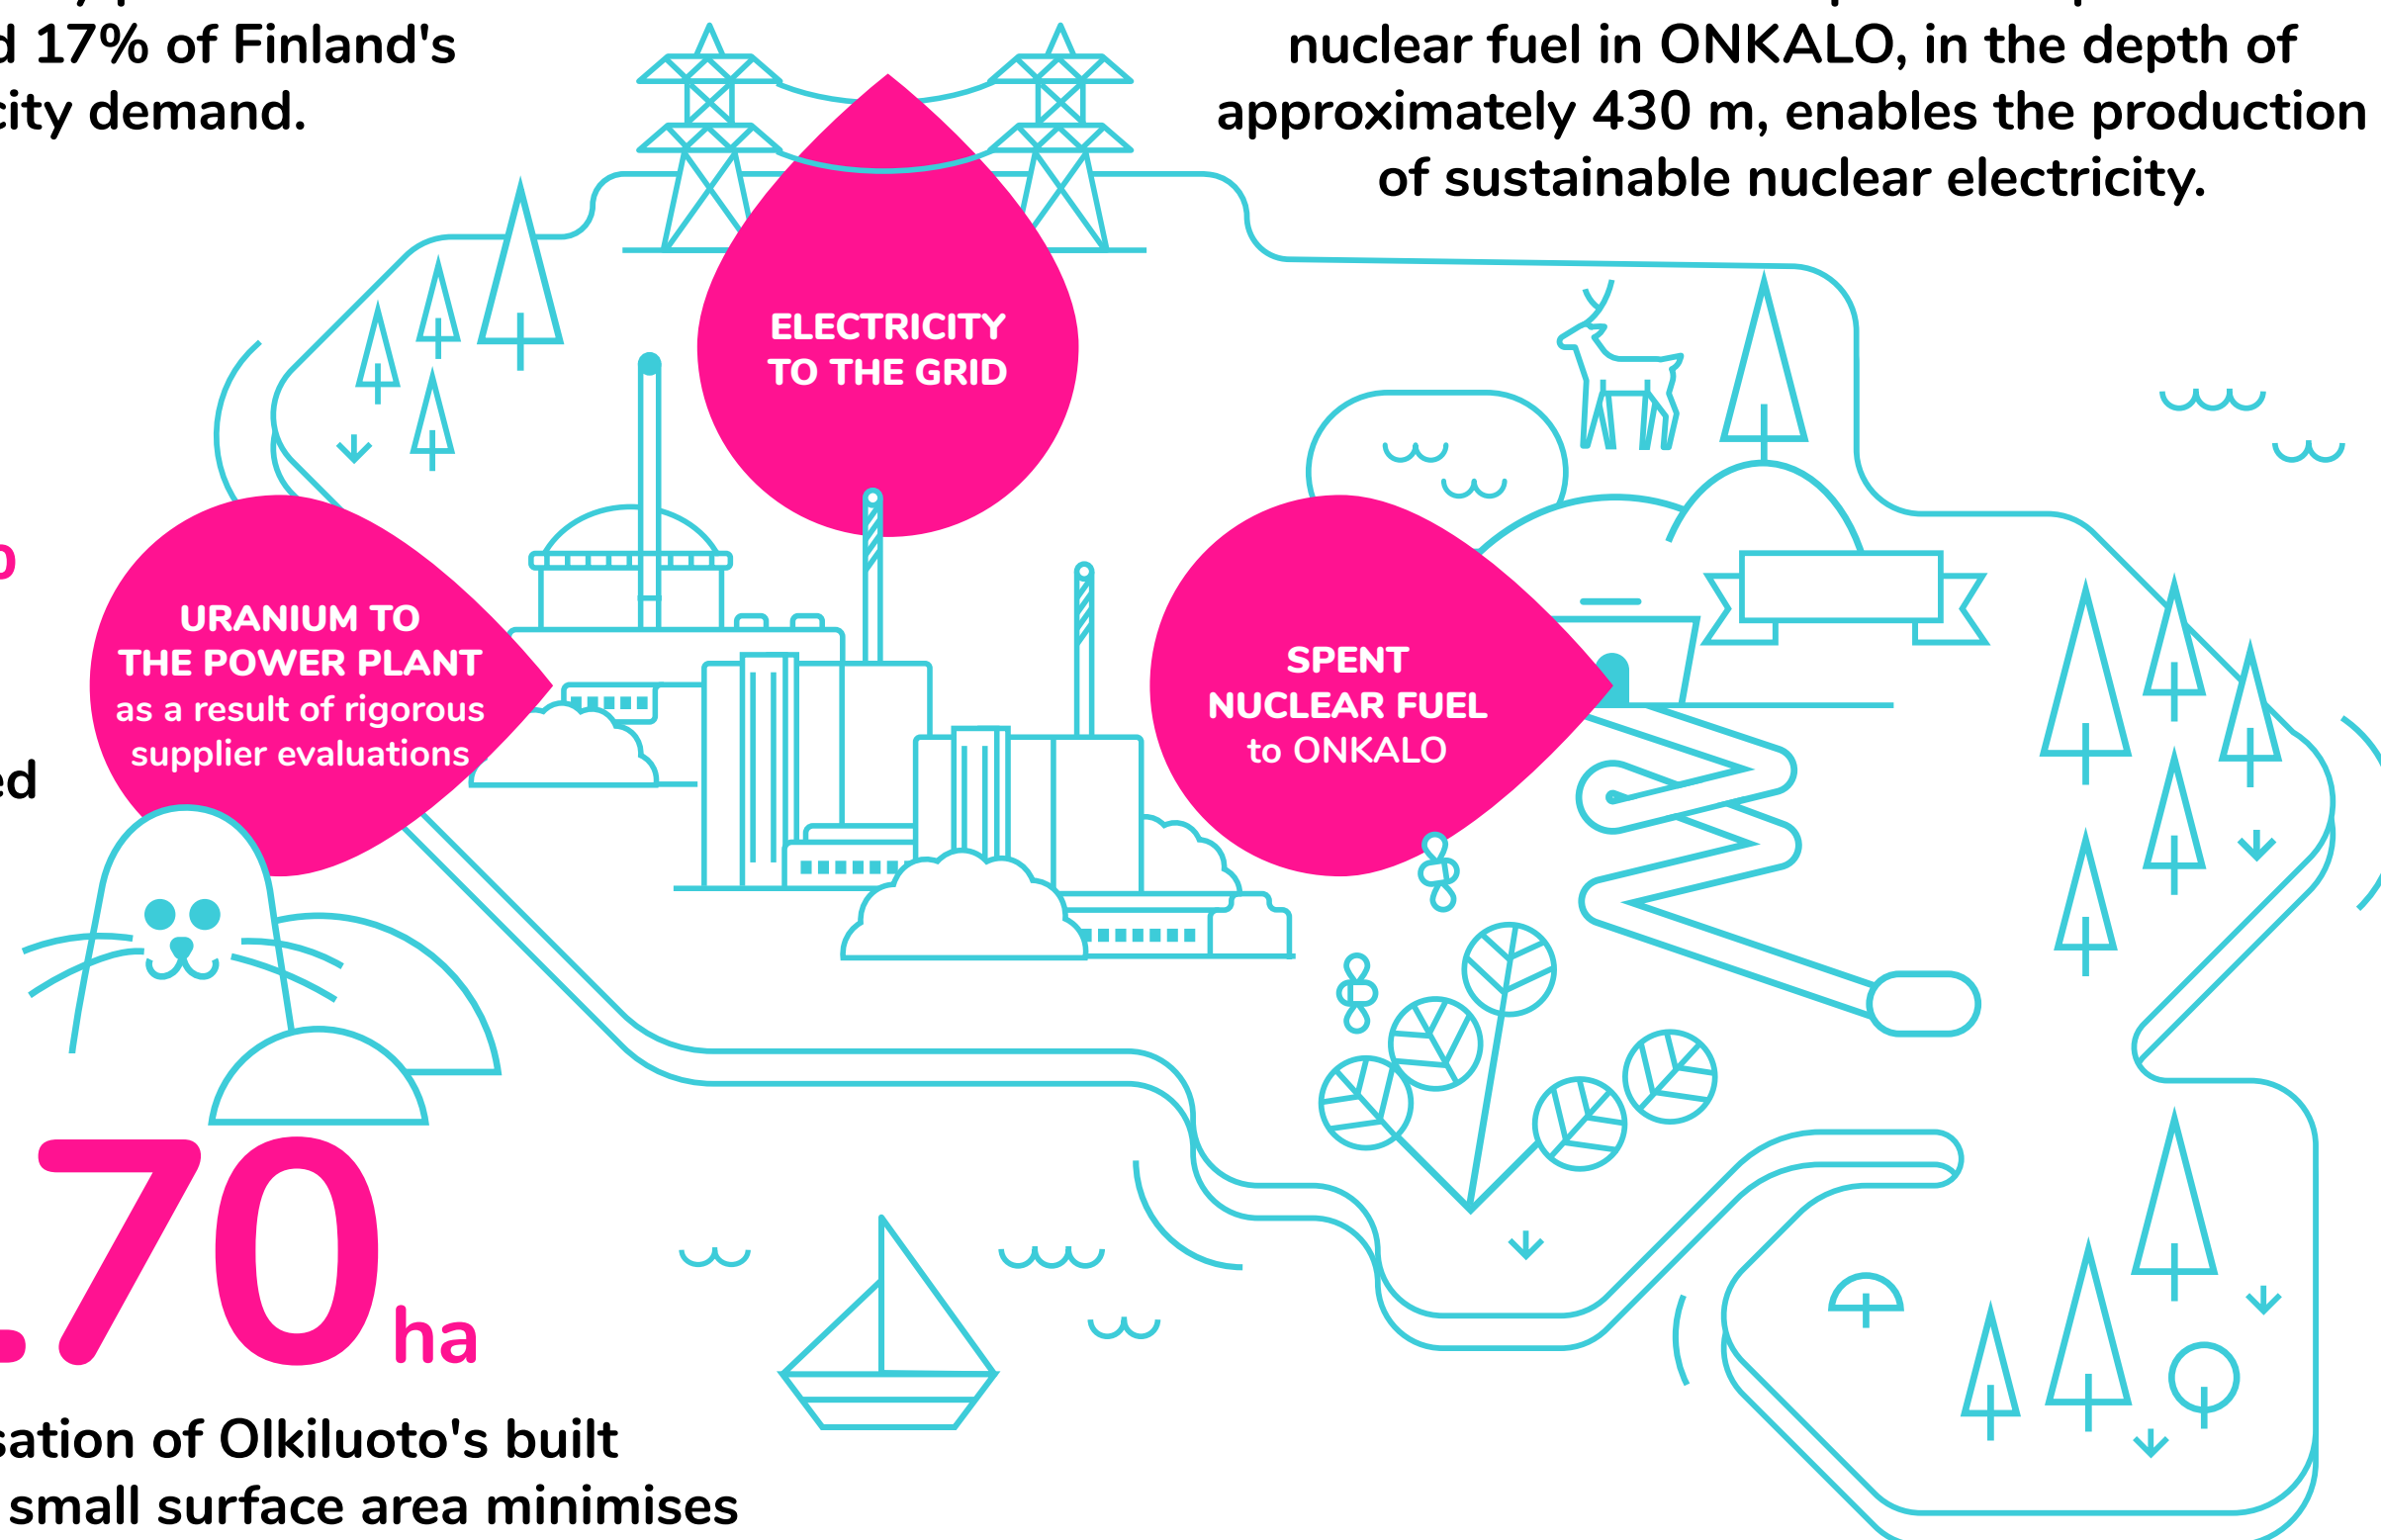 17% of Finland's
city demand.
nuclear fuel in ONKALO, in the depth of
approximately 430 m, enables the production
of sustainable nuclear electricity.
ELECTRICITY
TO THE GRID
URANIUM TO
THE POWER PLANT
as a result of rigorous
supplier evaluations
SPENT
NUCLEAR FUEL
to ONKALO
ed
.70 ha
sation of Olkiluoto's built
small surface area minimises